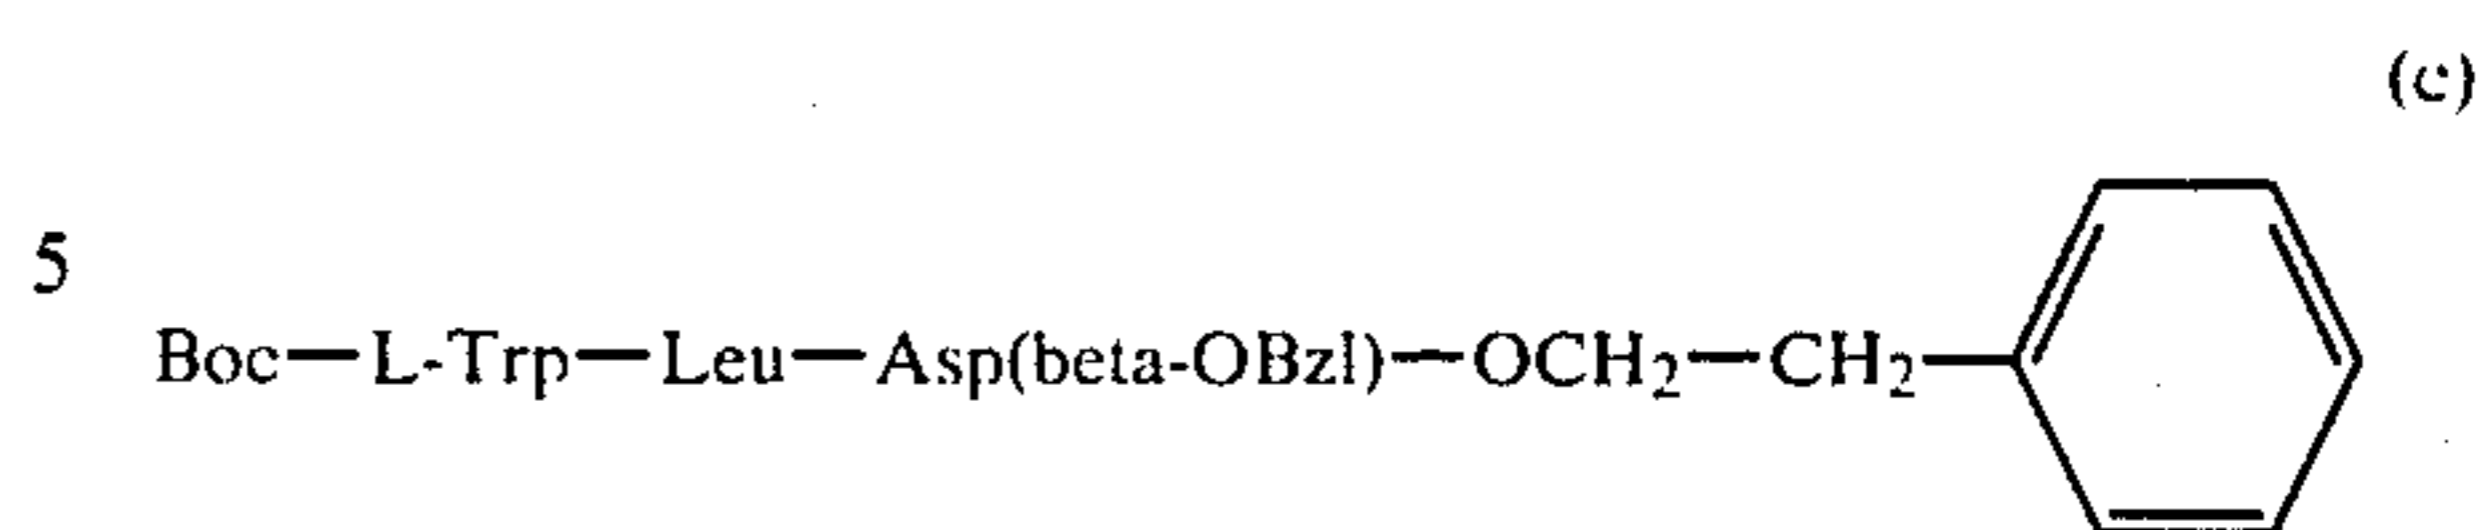 (c)
5
Boc—L-Trp—Leu—Asp(beta-OBzl)—OCH₂—CH₂—